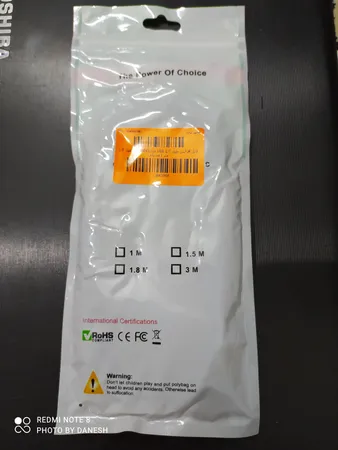 TOSHIBA
The Power Of Choice
1 M
1.5 M
1.8 M
3 M
International Certifications
RoHS
COMPLIANT
CE FC
Warning:
Don't let children play and put polybag on
head to avoid any accidents. Otherwise lead
in suffocation.
REDMI NOTE 8
PHOTO BY DANESH